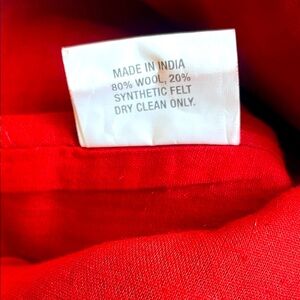 MADE IN INDIA
80% WOOL, 20%
SYNTHETIC FELT
DRY CLEAN ONLY.